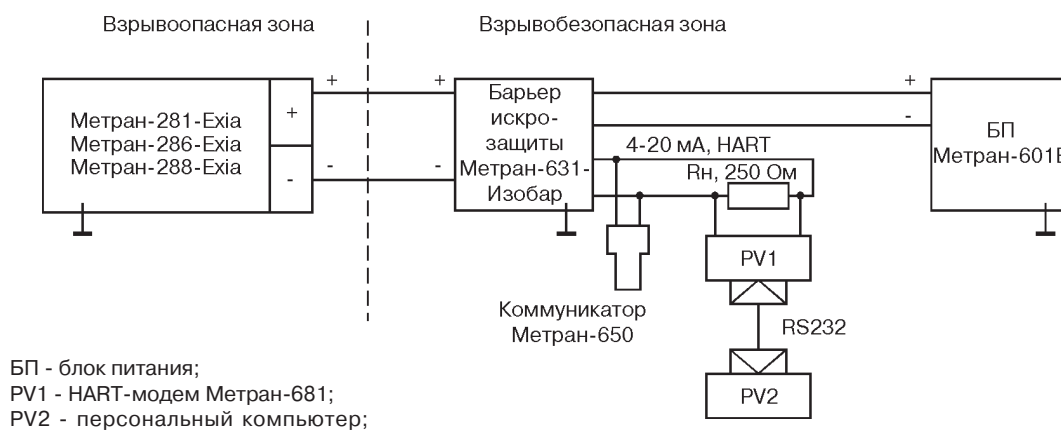 Взрывоопасная зона
Взрывобезопасная зона
+
+
+
Метран-281-Exia
Метран-286-Exia
Метран-288-Exia
+
-
-
-
Барьер
искро-
защиты
Метран-631-
Изобар
-
БП
Метран-601Е
4-20 мА, HART
Rн, 250 Ом
PV1
Коммуникатор
Метран-650
RS232
PV2
БП - блок питания;
PV1 - HART-модем Метран-681;
PV2 - персональный компьютер;